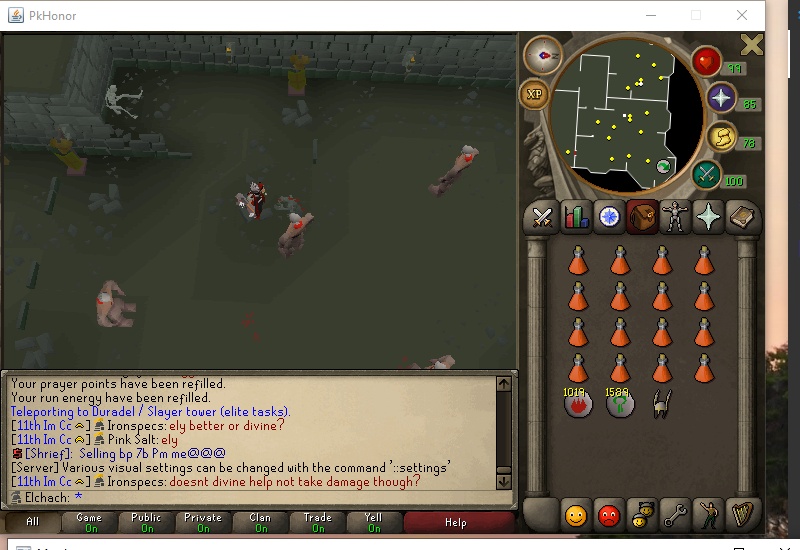 PkHonor
XP
99
85
78
100
Your prayer points have been refilled.
Your run energy have been refilled.
Teleporting to Duradel / Slayer tower (elite tasks).
[11th Im Cc] Ironspecs: ely better or divine?
[11th Im Cc] Pink Salt: ely
[Shrief]: Selling bp 7b Pm me@@@
[Server] Various visual settings can be changed with the command '::settings'
[11th Im Cc] Ironspecs: doesnt divine help not take damage though?
Elchach: *
1019 1589
All Game On Public On Private On Clan On Trade On Yell On Help